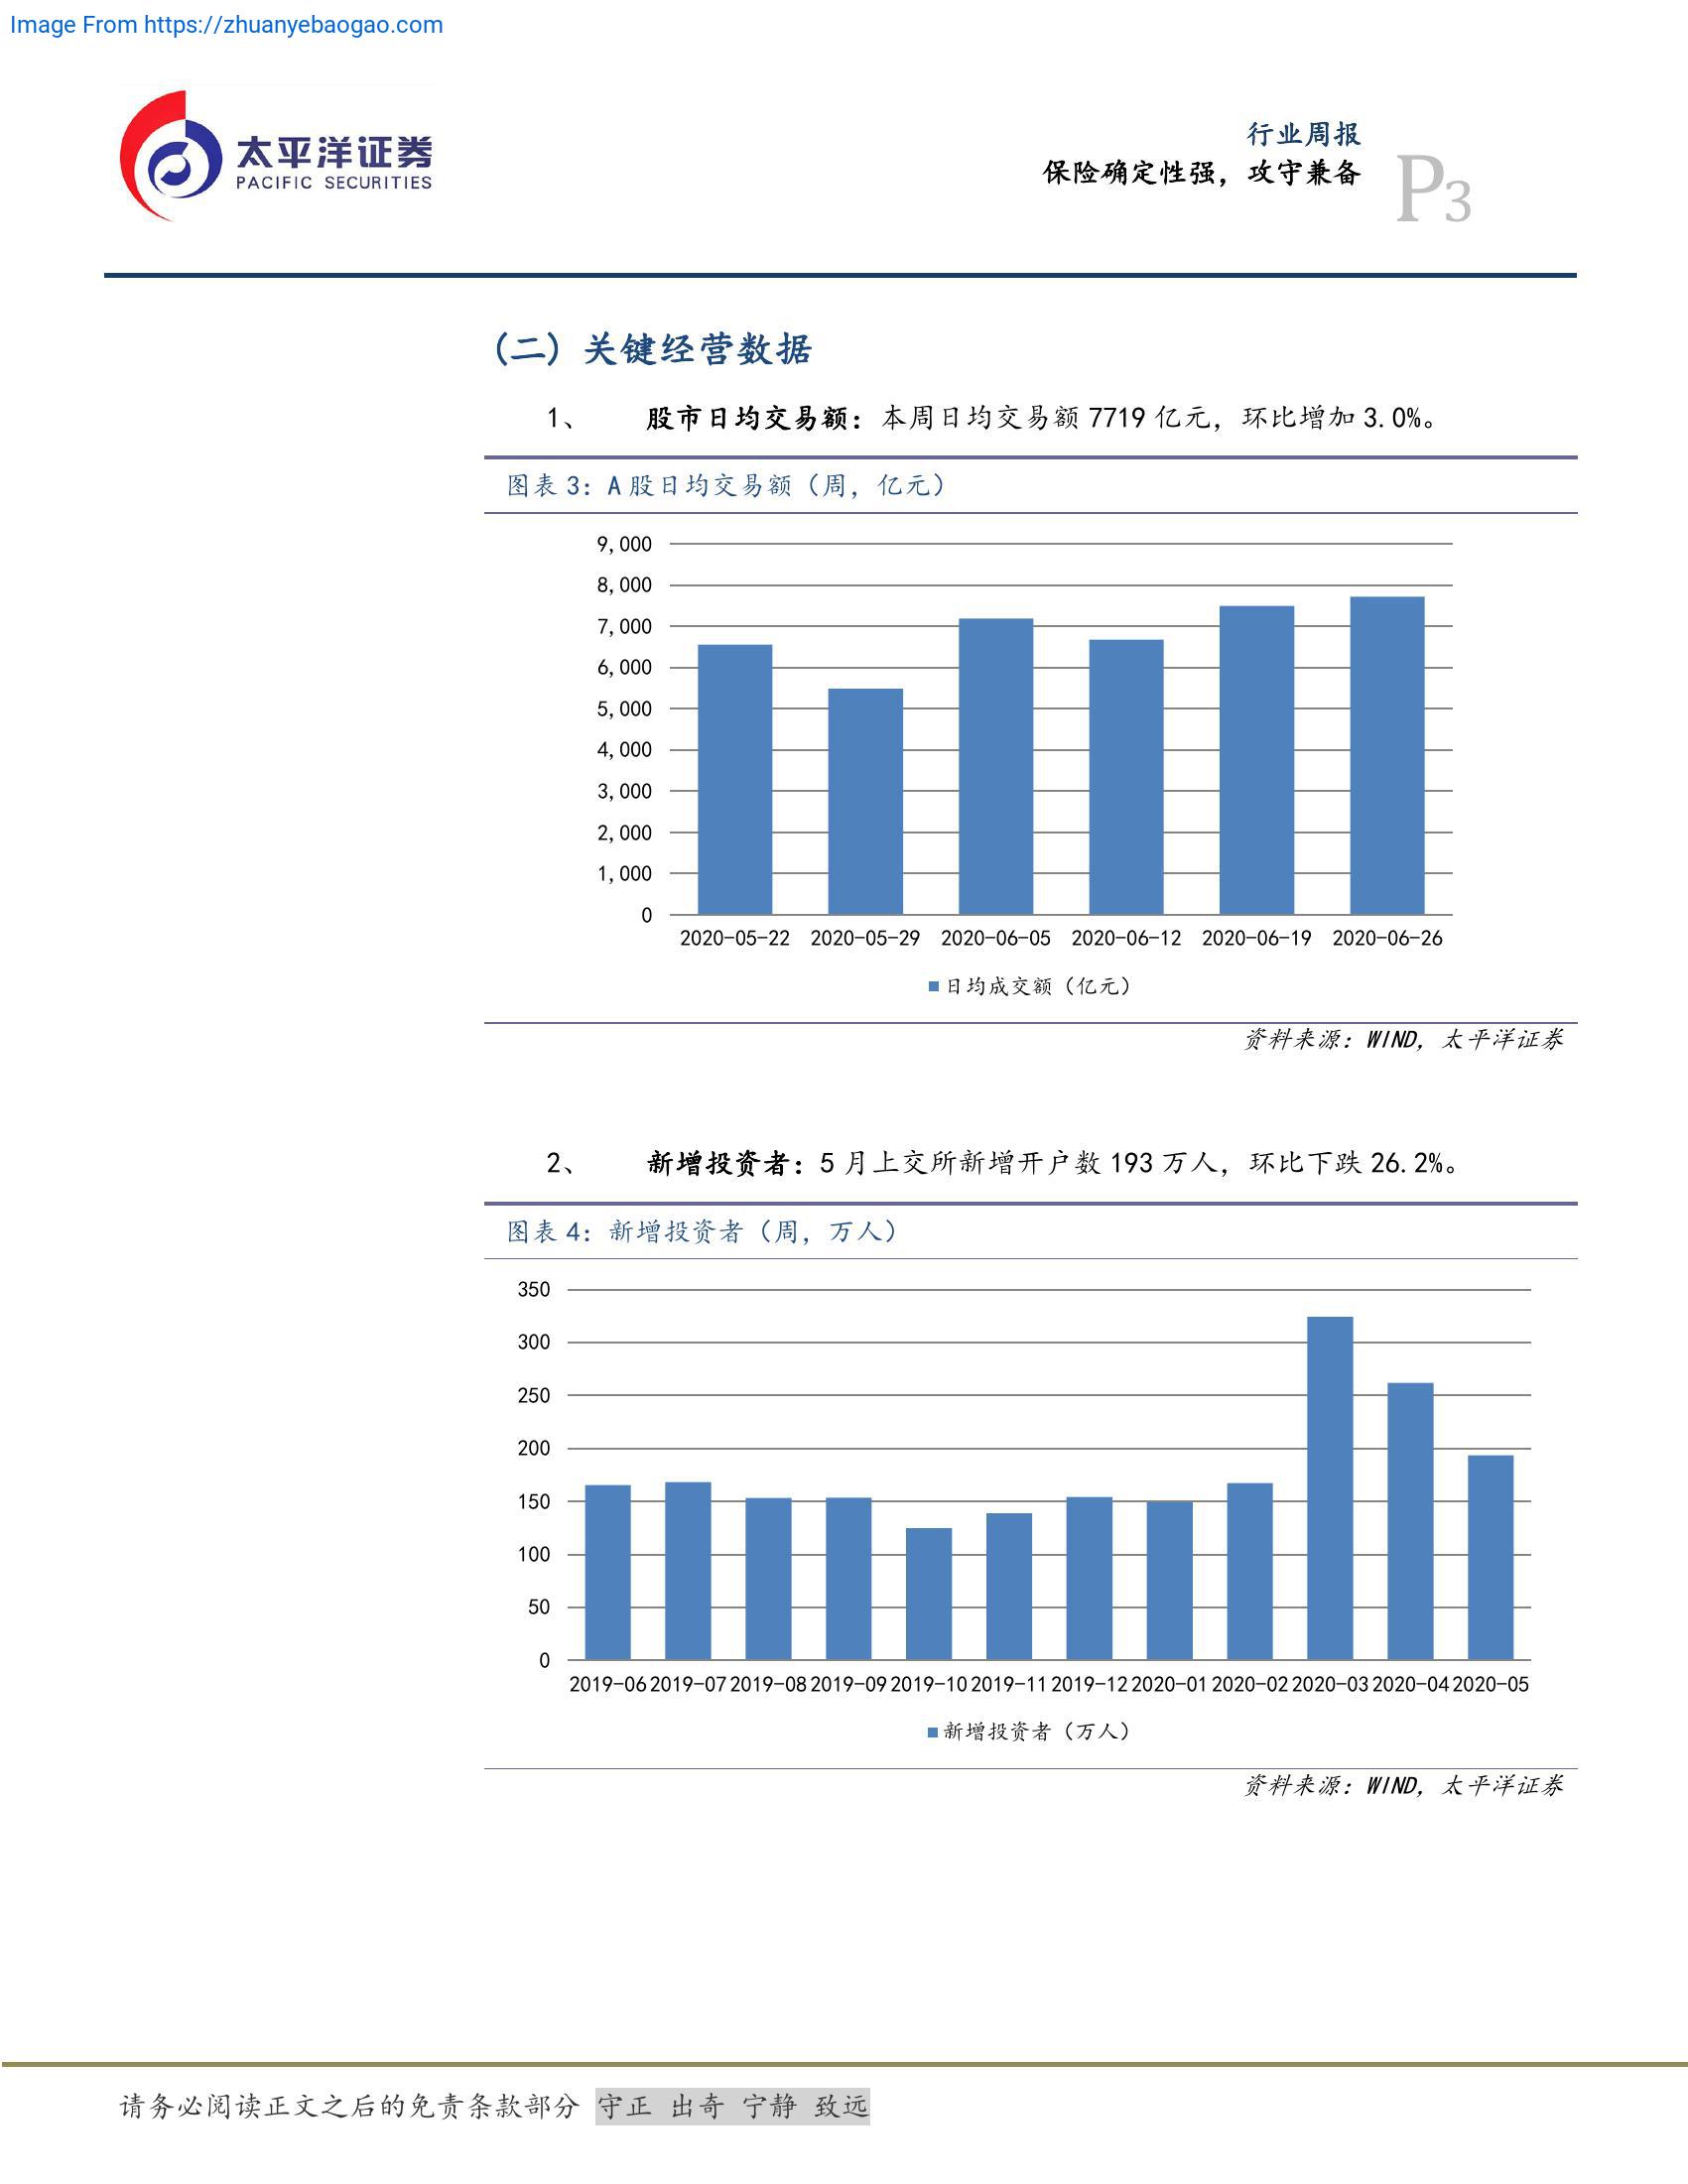 Image From https://zhuanyebaogao.com
太平洋证券
PACIFIC SECURITIES
行业周报
保险确定性强，攻守兼备
P3
(二) 关键经营数据
1、 股市日均交易额：本周日均交易额 7719 亿元，环比增加 3.0%。
图表 3：A 股日均交易额（周，亿元）
9,000
8,000
7,000
6,000
5,000
4,000
3,000
2,000
1,000
0
2020-05-22 2020-05-29 2020-06-05 2020-06-12 2020-06-19 2020-06-26
日均成交额（亿元）
资料来源：WIND，太平洋证券
2、 新增投资者：5 月上交所新增开户数 193 万人，环比下跌 26.2%。
图表 4：新增投资者（周，万人）
350
300
250
200
150
100
50
0
2019-06 2019-07 2019-08 2019-09 2019-10 2019-11 2019-12 2020-01 2020-02 2020-03 2020-04 2020-05
新增投资者（万人）
资料来源：WIND，太平洋证券
请务必阅读正文之后的免责条款部分 守正 出奇 宁静 致远